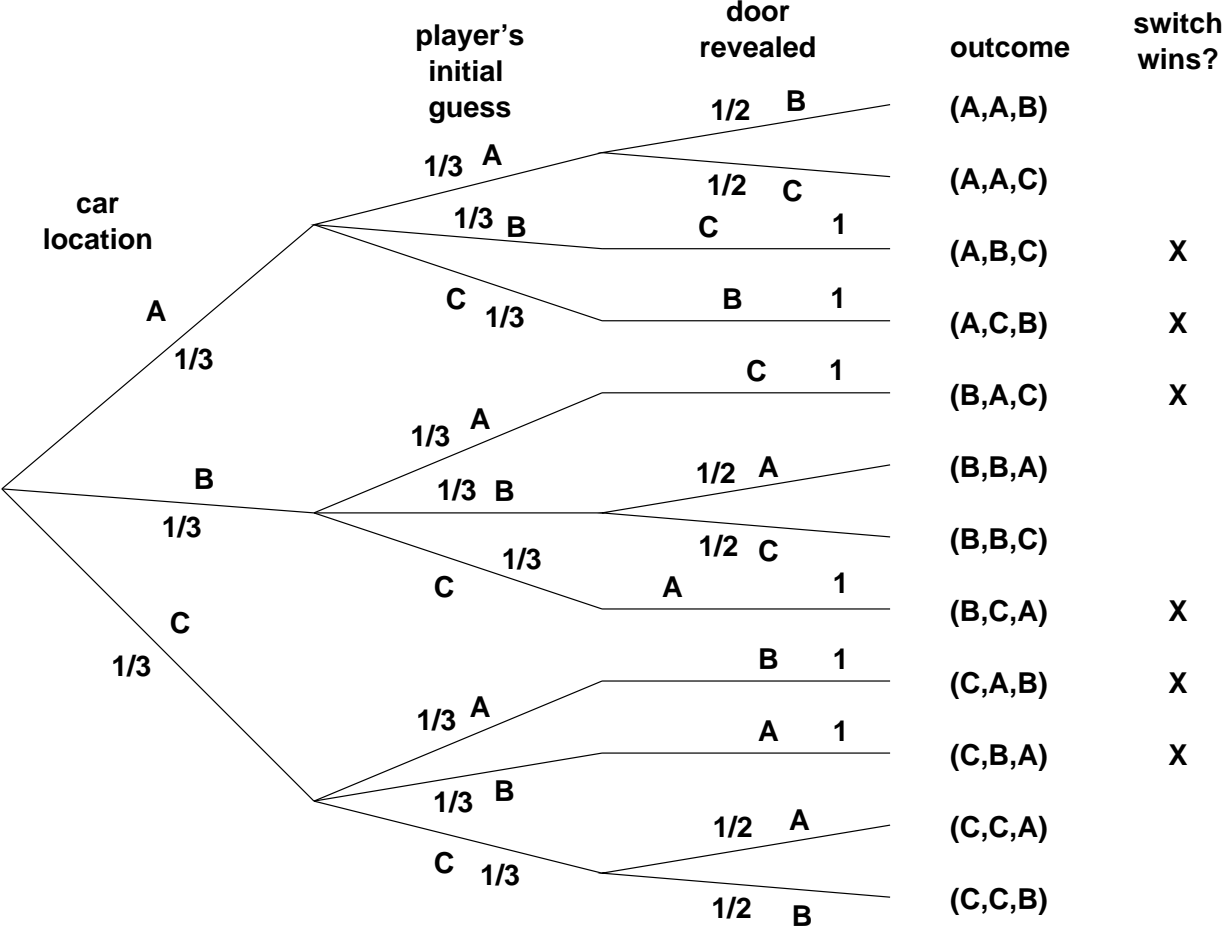 door
revealed
player's
initial
guess
outcome
switch
wins?
car
location
1/2 B
(A,A,B)
1/3 A
1/2 C
(A,A,C)
1/3 B
C 1
(A,B,C) X
A
1/3
C 1/3
B 1
(A,C,B) X
C 1
(B,A,C) X
1/3 A
B
1/3
1/3 B
1/2 A
(B,B,A)
1/2 C
(B,B,C)
1/3
C
A 1
(B,C,A) X
C
1/3
B 1
(C,A,B) X
1/3 A
A 1
(C,B,A) X
1/3 B
1/2 A
(C,C,A)
C 1/3
1/2 B
(C,C,B)